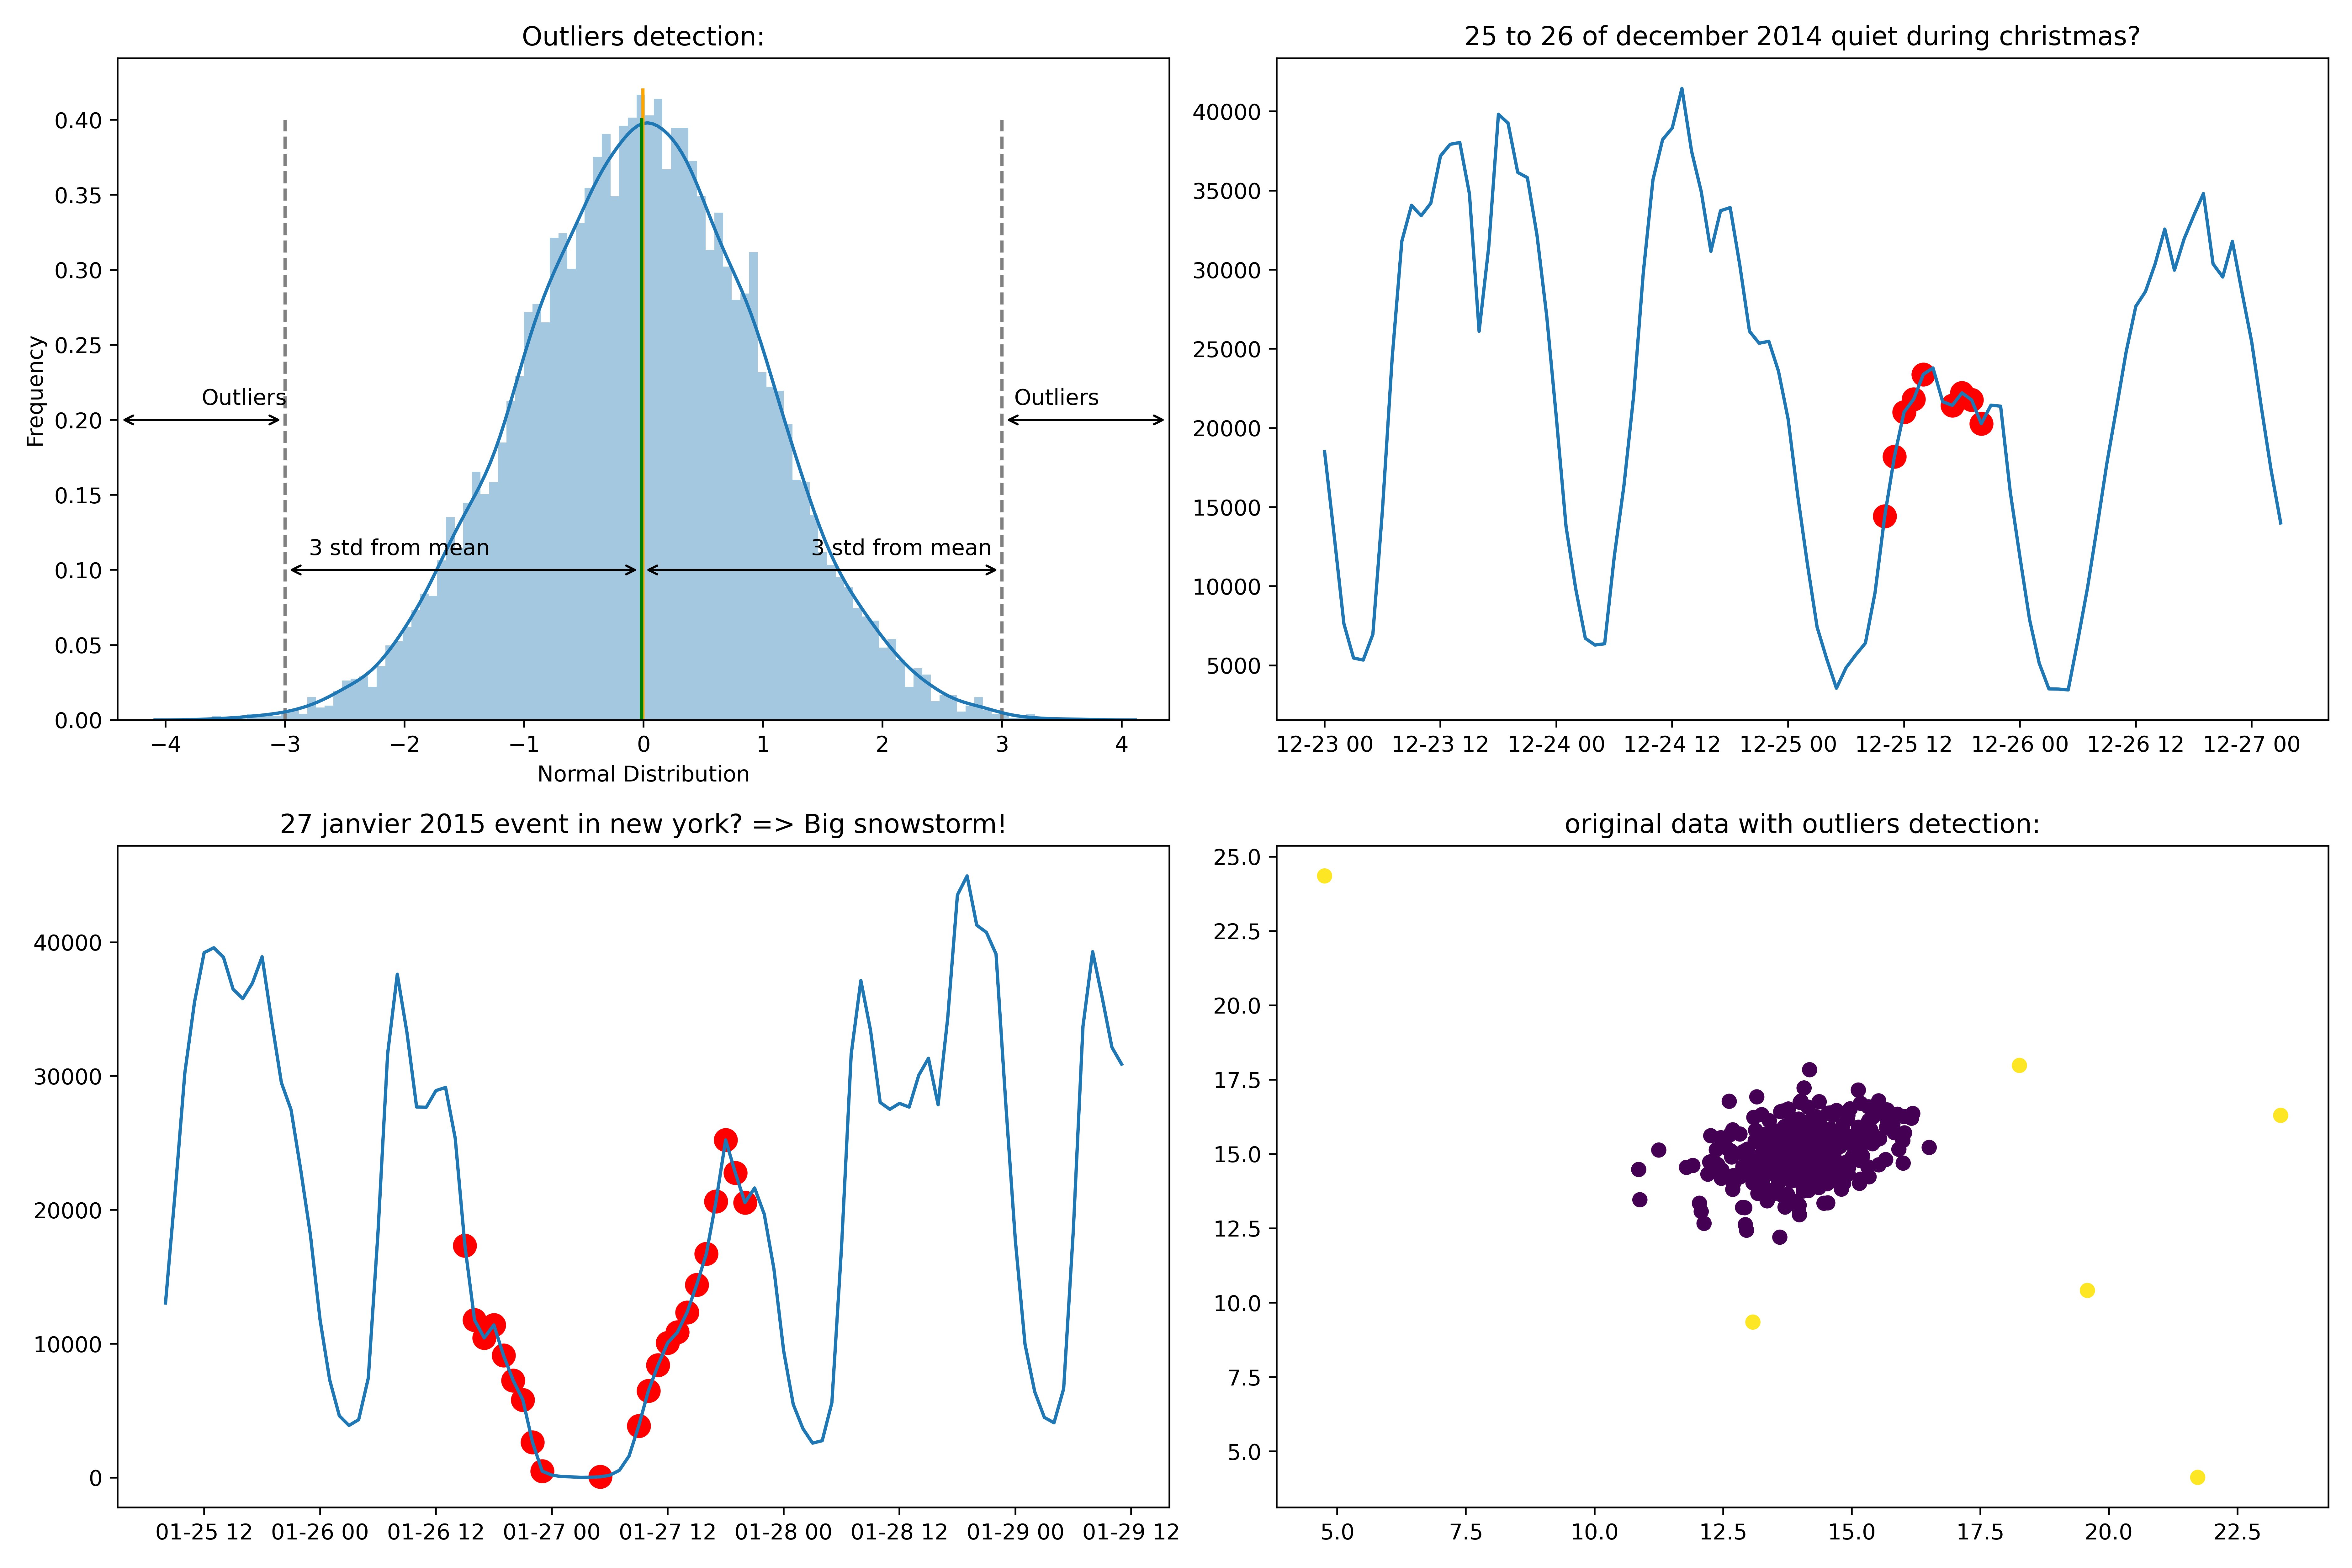 Outliers detection:
Frequency
0.40
0.35
0.30
0.25
0.20
0.15
0.10
0.05
0.00
Outliers
Outliers
3 std from mean
3 std from mean
−4 −3 −2 −1 0 1 2 3 4
Normal Distribution
25 to 26 of december 2014 quiet during christmas?
40000
35000
30000
25000
20000
15000
10000
5000
12-23 00 12-23 12 12-24 00 12-24 12 12-25 00 12-25 12 12-26 00 12-26 12 12-27 00
27 janvier 2015 event in new york? => Big snowstorm!
40000
30000
20000
10000
0
01-25 12 01-26 00 01-26 12 01-27 00 01-27 12 01-28 00 01-28 12 01-29 00 01-29 12
original data with outliers detection:
25.0
22.5
20.0
17.5
15.0
12.5
10.0
7.5
5.0
5.0 7.5 10.0 12.5 15.0 17.5 20.0 22.5